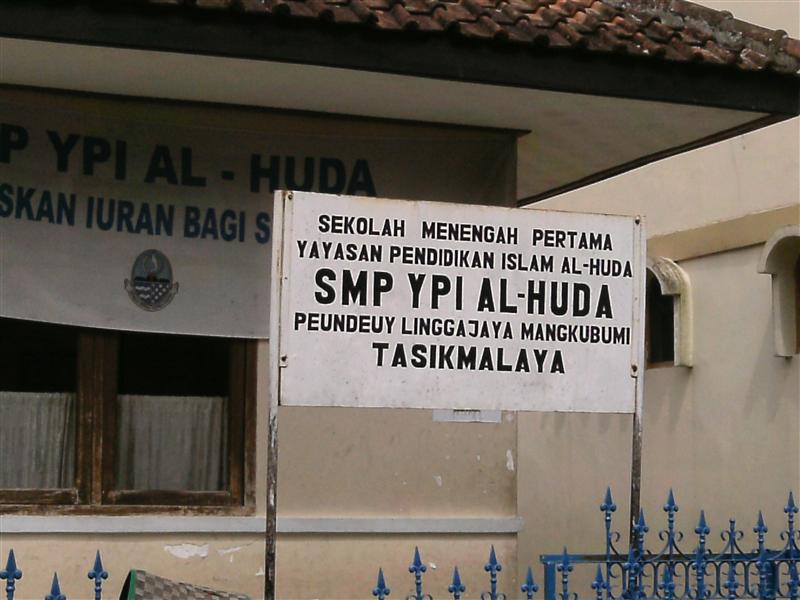 P YPI AL - HUDA
SKAN IURAN BAGI S
SEKOLAH MENENGAH PERTAMA
YAYASAN PENDIDIKAN ISLAM AL-HUDA
SMP YPI AL-HUDA
PEUNDEUY LINGGAJAYA MANGKUBUMI
TASIKMALAYA